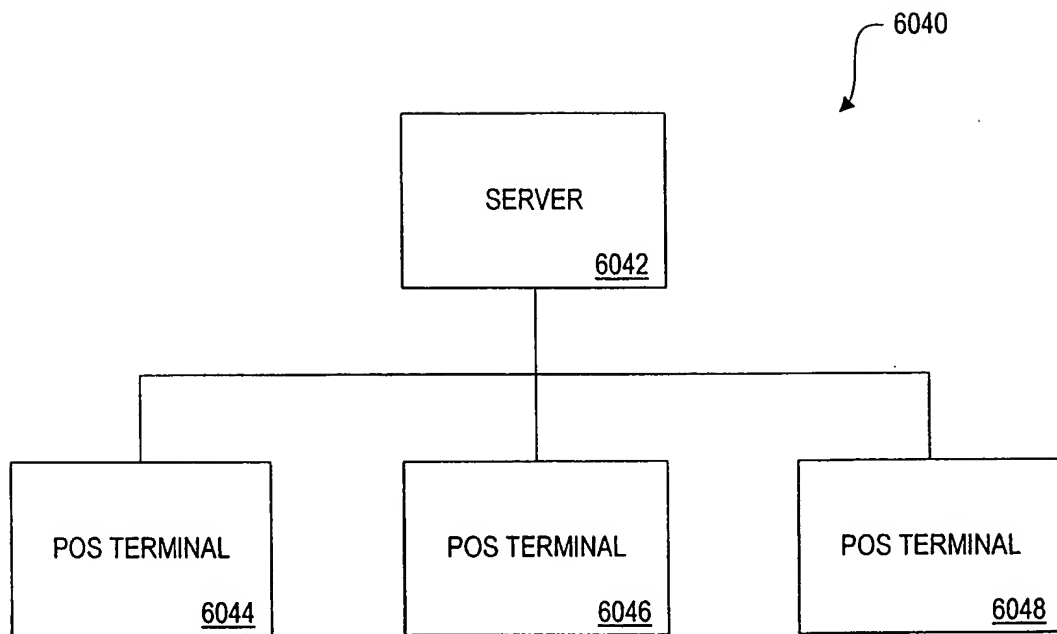 6040
SERVER
6042
POS TERMINAL
6044
POS TERMINAL
6046
POS TERMINAL
6048